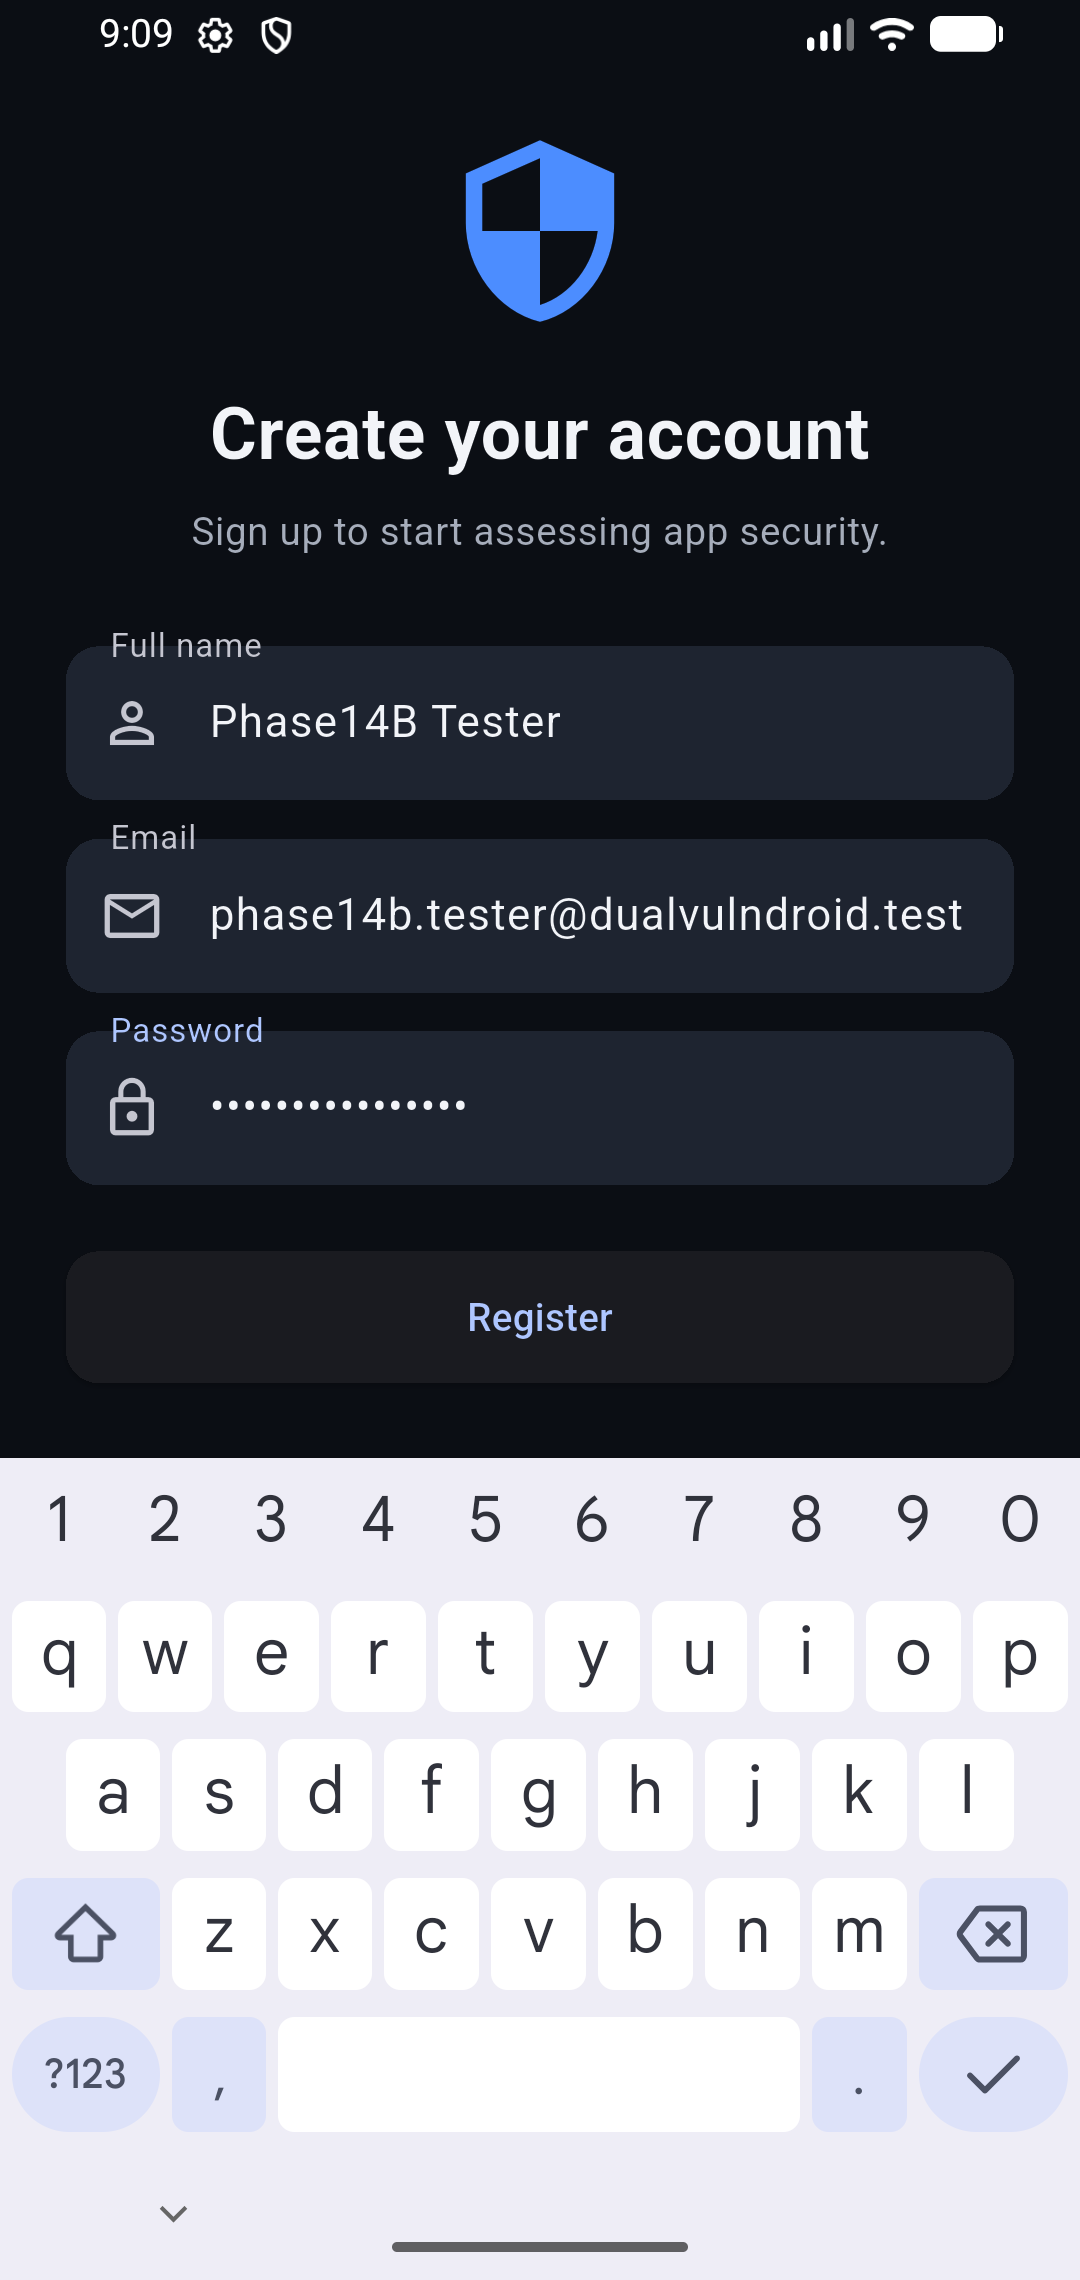 9:09
Create your account
Sign up to start assessing app security.
Full name
Phase14B Tester
Email
phase14b.tester@dualvulndroid.test
Password
••••••••••••••••
Register
1 2 3 4 5 6 7 8 9 0
q w e r t y u i o p
a s d f g h j k l
z x c v b n m
?123 , .